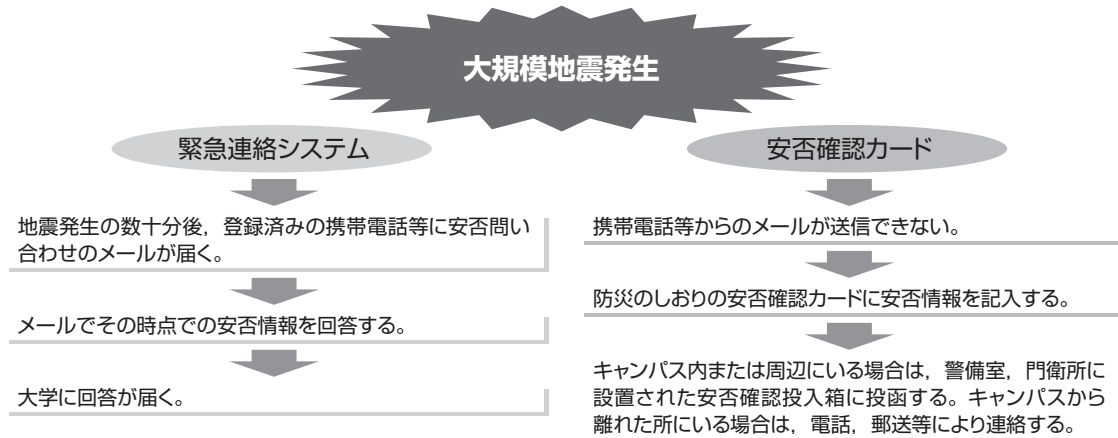 大規模地震発生
緊急連絡システム
地震発生の数十分後，登録済みの携帯電話等に安否問い
合わせのメールが届く。
メールでその時点での安否情報を回答する。
大学に回答が届く。
安否確認カード
携帯電話等からのメールが送信できない。
防災のしおりの安否確認カードに安否情報を記入する。
キャンパス内または周辺にいる場合は，警備室，門衛所に
設置された安否確認投入箱に投函する。キャンパスから
離れた所にいる場合は，電話，郵送等により連絡する。